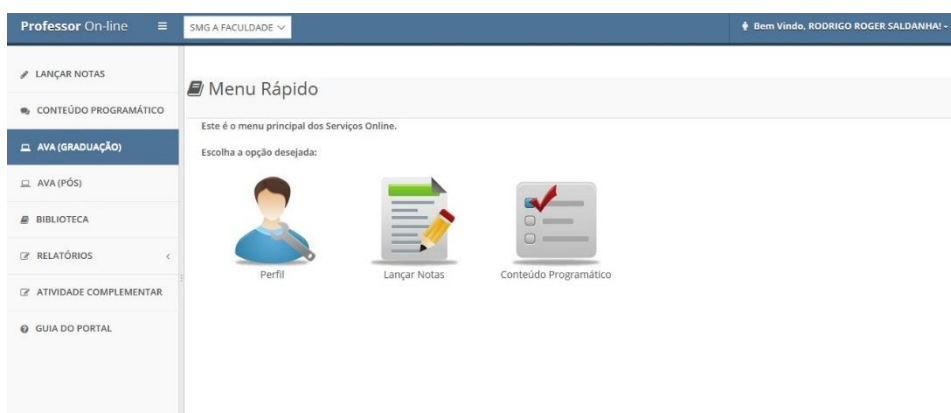 Professor On-line
SMG A FACULDADE
Bem Vindo, RODRIGO ROGER SALDANHA!
LANÇAR NOTAS
CONTEÚDO PROGRAMÁTICO
AVA (GRADUAÇÃO)
AVA (PÓS)
BIBLIOTECA
RELATÓRIOS
ATIVIDADE COMPLEMENTAR
GUIA DO PORTAL
Menu Rápido
Este é o menu principal dos Serviços Online.
Escolha a opção desejada:
Perfil
Lançar Notas
Conteúdo Programático